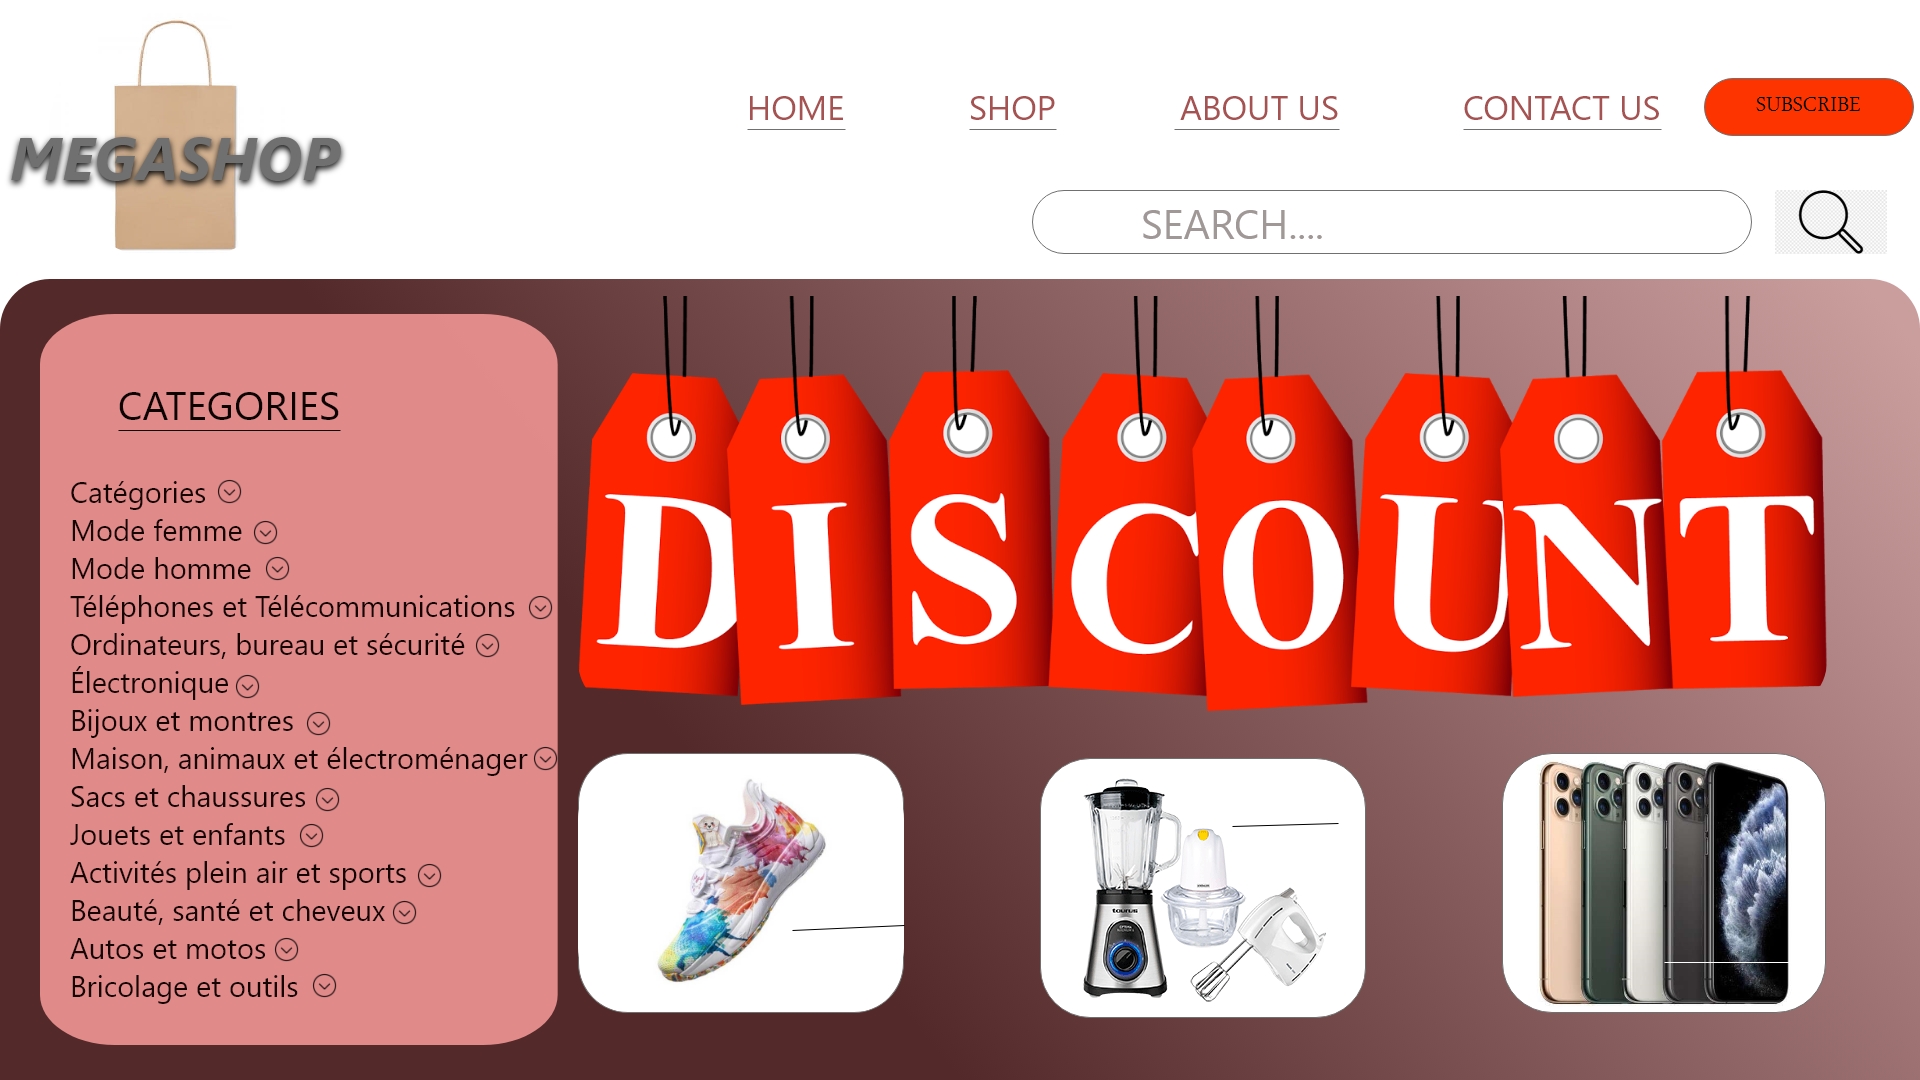 MEGASHOP
HOME
SHOP
ABOUT US
CONTACT US
SUBSCRIBE
SEARCH....
CATEGORIES
Catégories
Mode femme
Mode homme
Téléphones et Télécommunications
Ordinateurs, bureau et sécurité
Électronique
Bijoux et montres
Maison, animaux et électroménager
Sacs et chaussures
Jouets et enfants
Activités plein air et sports
Beauté, santé et cheveux
Autos et motos
Bricolage et outils
DISCOUNT
taurus